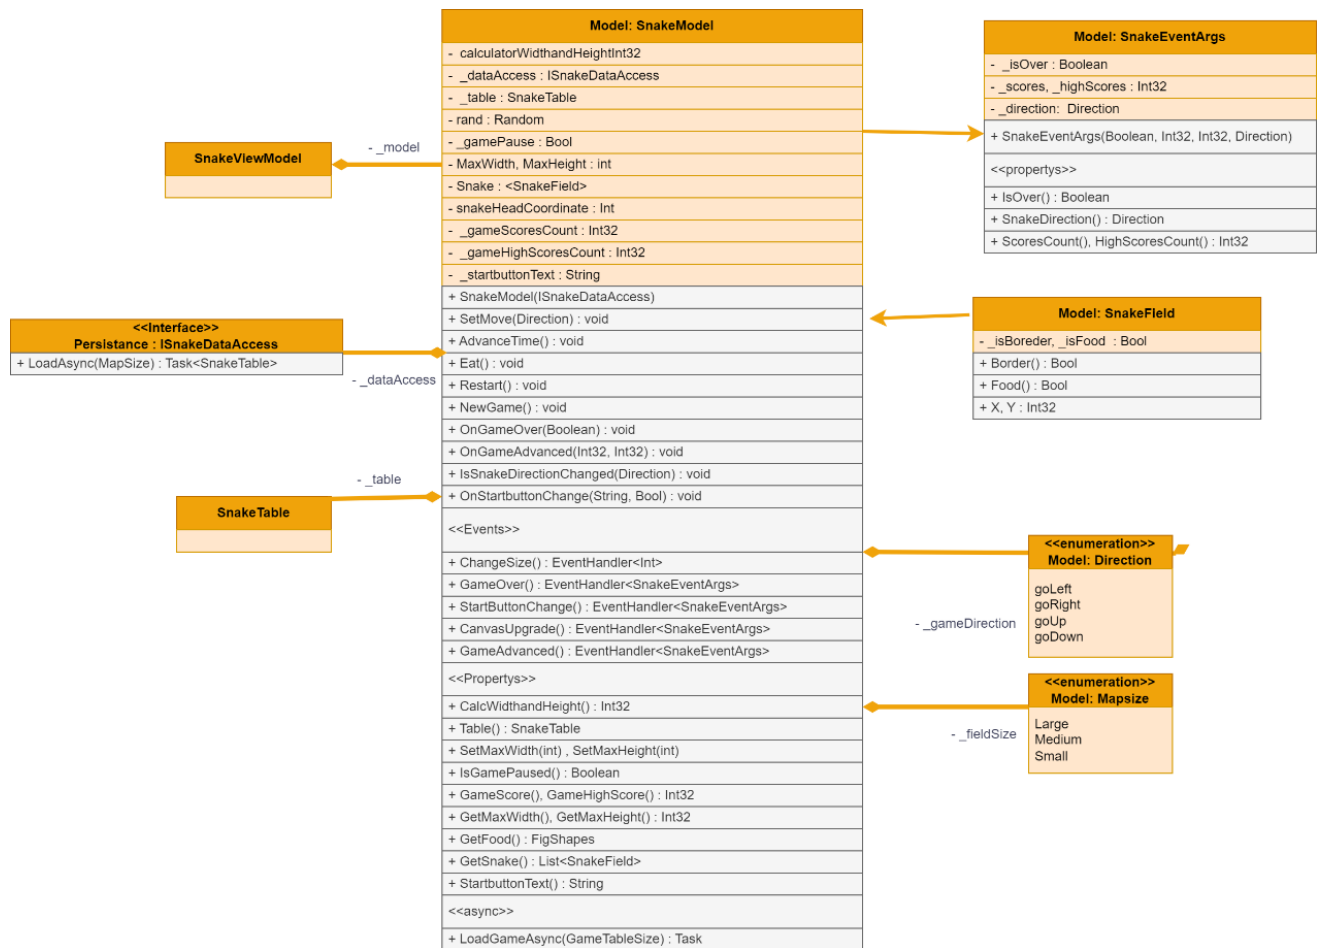 Model: SnakeModel
- calculatorWidthandHeightInt32
- _dataAccess : ISnakeDataAccess
- _table : SnakeTable
- rand : Random
- _gamePause : Bool
- MaxWidth, MaxHeight : int
- Snake : <SnakeField>
- snakeHeadCoordinate : Int
- _gameScoresCount : Int32
- _gameHighScoresCount : Int32
- _startbuttonText : String
+ SnakeModel(ISnakeDataAccess)
+ SetMove(Direction) : void
+ AdvanceTime() : void
+ Eat() : void
+ Restart() : void
+ NewGame() : void
+ OnGameOver(Boolean) : void
+ OnGameAdvanced(Int32, Int32) : void
+ IsSnakeDirectionChanged(Direction) : void
+ OnStartbuttonChange(String, Bool) : void
<<Events>>
+ ChangeSize() : EventHandler<Int>
+ GameOver() : EventHandler<SnakeEventArgs>
+ StartButtonChange() : EventHandler<SnakeEventArgs>
+ CanvasUpgrade() : EventHandler<SnakeEventArgs>
+ GameAdvanced() : EventHandler<SnakeEventArgs>
<<Propertys>>
+ CalcWidthandHeight() : Int32
+ Table() : SnakeTable
+ SetMaxWidth(int) , SetMaxHeight(int)
+ IsGamePaused() : Boolean
+ GameScore(), GameHighScore() : Int32
+ GetMaxWidth(), GetMaxHeight() : Int32
+ GetFood() : FigShapes
+ GetSnake() : List<SnakeField>
+ StartbuttonText() : String
<<async>>
+ LoadGameAsync(GameTableSize) : Task
SnakeViewModel
- _model
<<Interface>>
Persistance : ISnakeDataAccess
+ LoadAsync(MapSize) : Task<SnakeTable>
- _dataAccess
- _table
SnakeTable
Model: SnakeEventArgs
- _isOver : Boolean
- _scores, _highScores : Int32
- _direction: Direction
+ SnakeEventArgs(Boolean, Int32, Int32, Direction)
<<propertys>>
+ IsOver() : Boolean
+ SnakeDirection() : Direction
+ ScoresCount(), HighScoresCount() : Int32
Model: SnakeField
- _isBoreder, _isFood : Bool
+ Border() : Bool
+ Food() : Bool
+ X, Y : Int32
<<enumeration>>
Model: Direction
goLeft
goRight
goUp
goDown
- _gameDirection
<<enumeration>>
Model: Mapsize
Large
Medium
Small
- _fieldSize